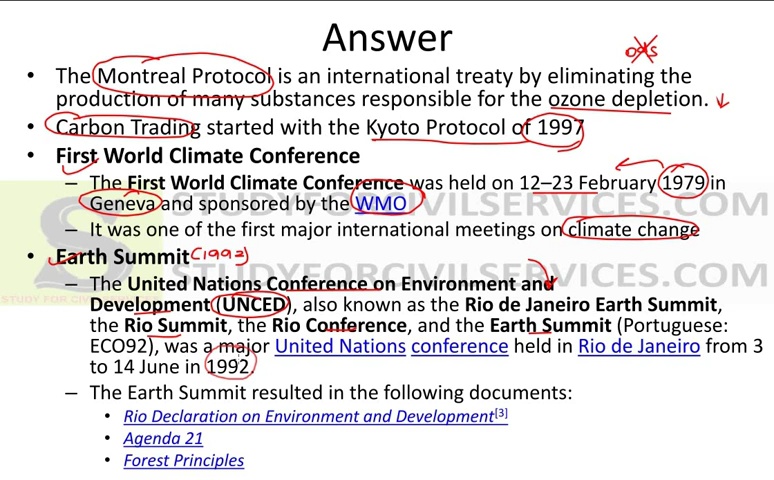 Answer
ods
• The Montreal Protocol is an international treaty by eliminating the
production of many substances responsible for the ozone depletion.
• Carbon Trading started with the Kyoto Protocol of 1997
• First World Climate Conference
– The First World Climate Conference was held on 12–23 February 1979 in
Geneva and sponsored by the WMO
– It was one of the first major international meetings on climate change
• Earth Summit (1992)
– The United Nations Conference on Environment and
Development (UNCED), also known as the Rio de Janeiro Earth Summit,
the Rio Summit, the Rio Conference, and the Earth Summit (Portuguese:
ECO92), was a major United Nations conference held in Rio de Janeiro from 3
to 14 June in 1992.
– The Earth Summit resulted in the following documents:
• Rio Declaration on Environment and Development[3]
• Agenda 21
• Forest Principles
STUDYFORCIVILSERVICES.COM
STUDYFORCIVILSERVICES.COM